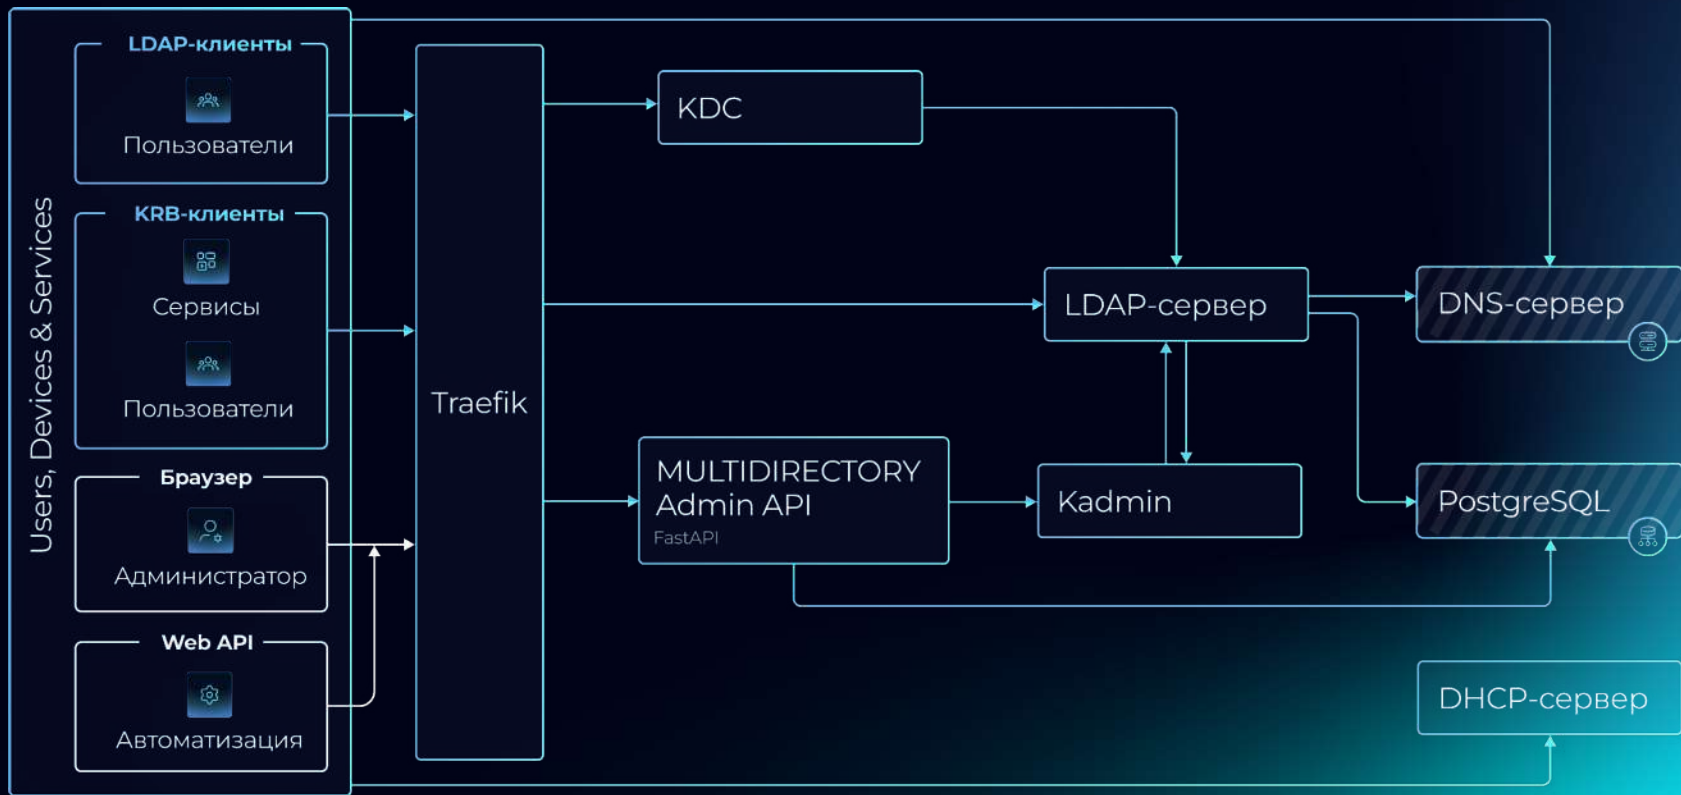 Users, Devices & Services
LDAP-клиенты
Пользователи
KRB-клиенты
Сервисы
Пользователи
Браузер
Администратор
Web API
Автоматизация
Traefik
KDC
LDAP-сервер
DNS-сервер
MULTIDIRECTORY
Admin API
FastAPI
Kadmin
PostgreSQL
DHCP-сервер